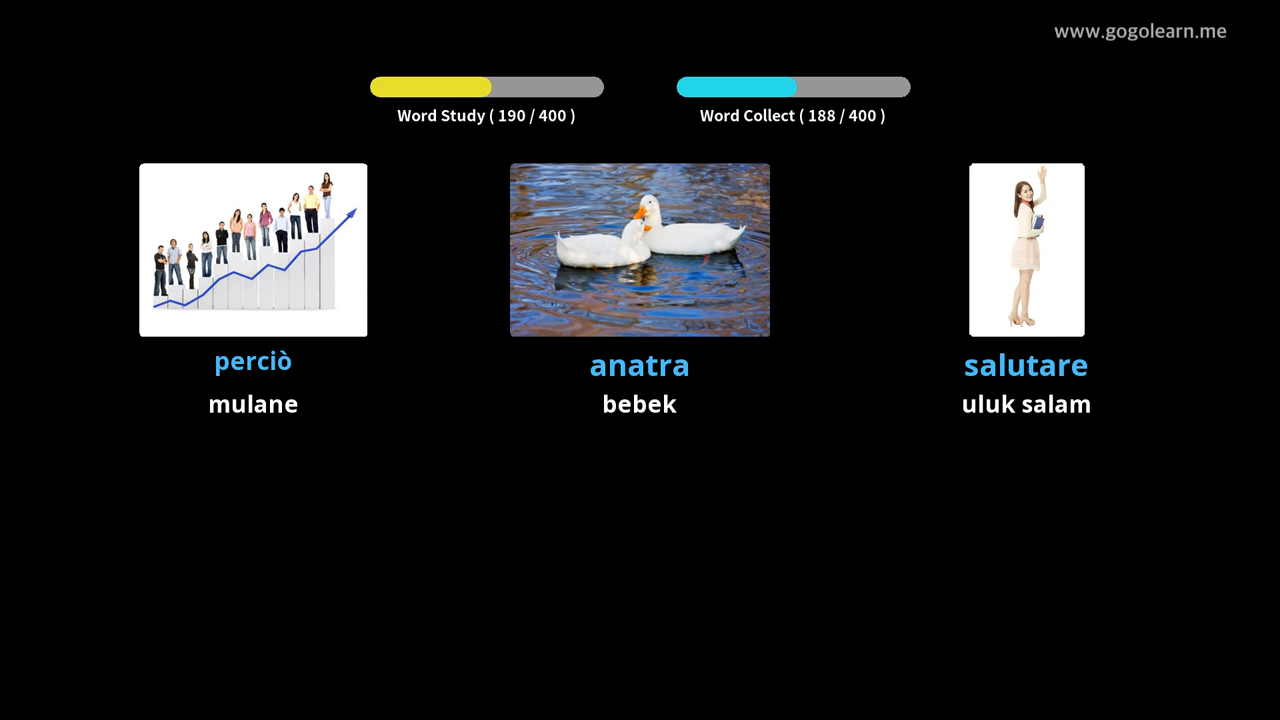 www.gogolearn.me
Word Study ( 190 / 400 )
Word Collect ( 188 / 400 )
perciò
anatra
salutare
mulane
bebek
uluk salam